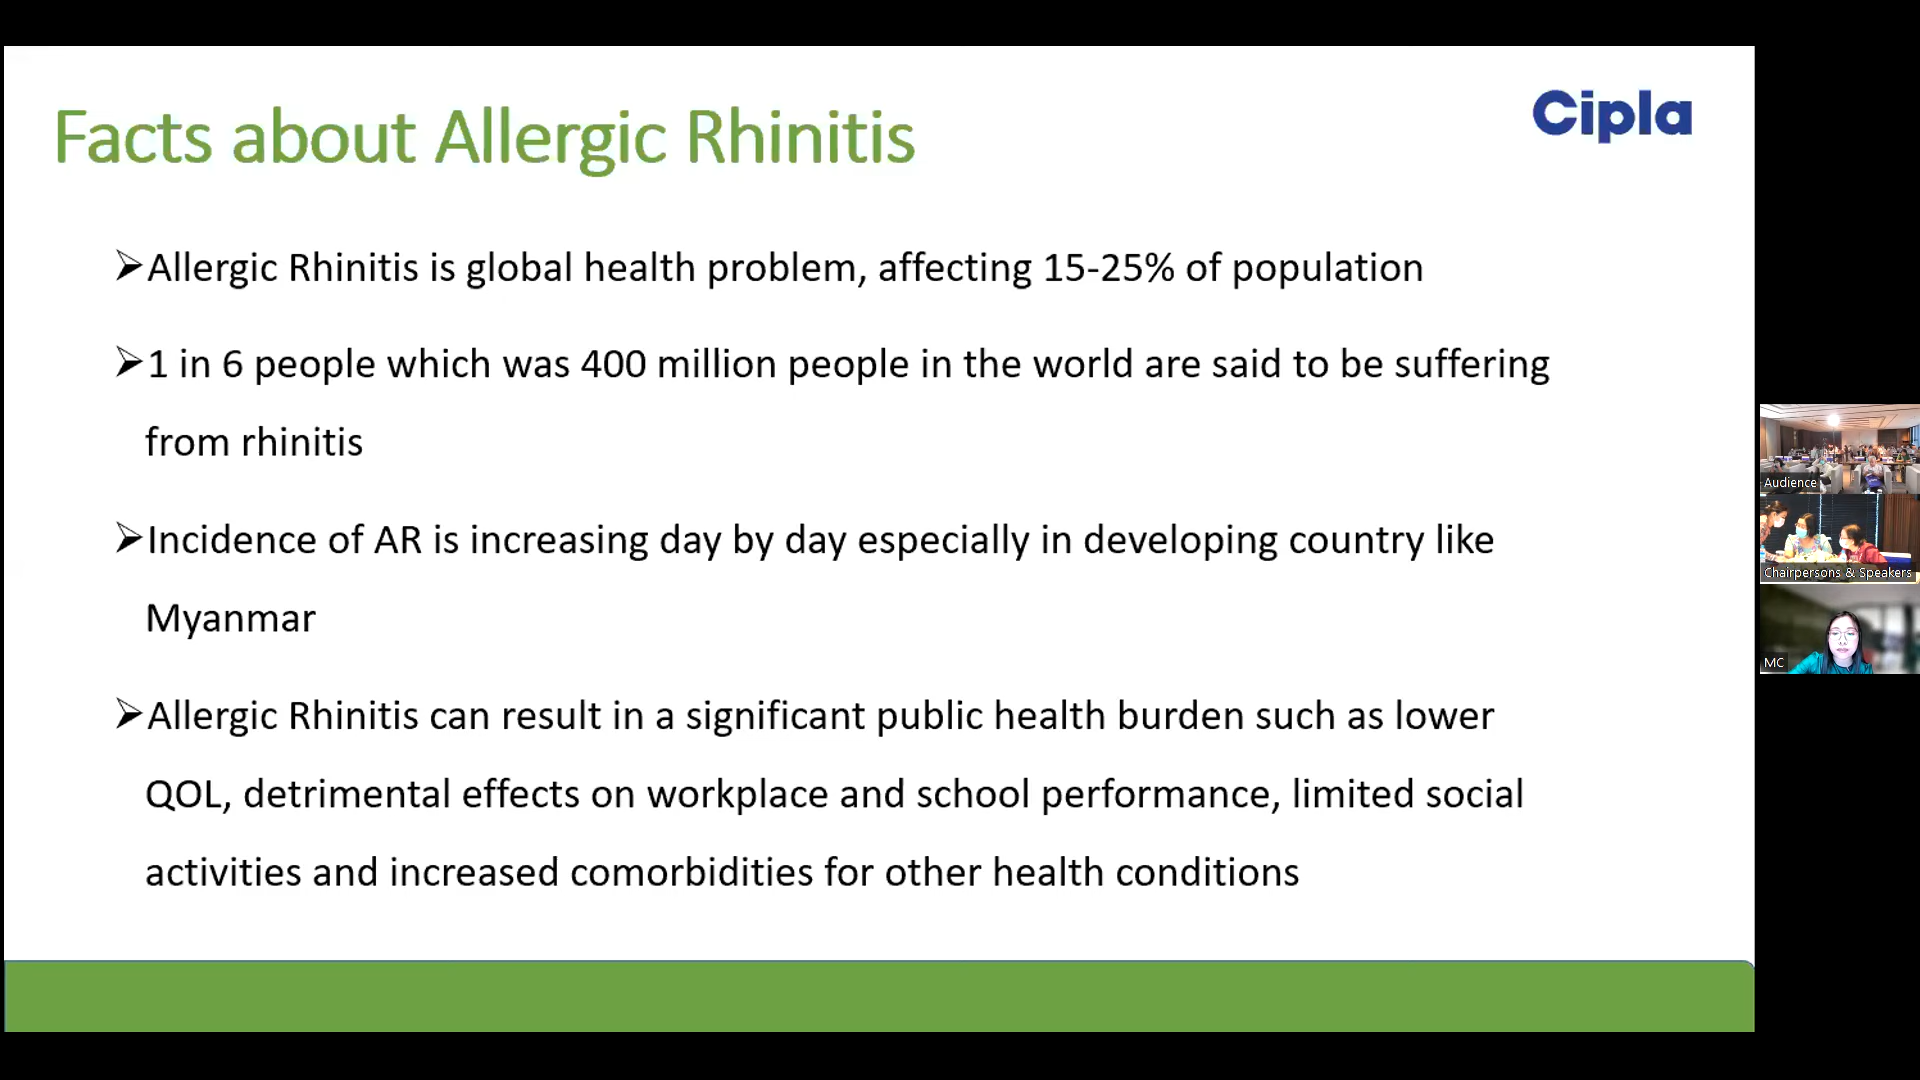 Facts about Allergic Rhinitis
Cipla
➢Allergic Rhinitis is global health problem, affecting 15-25% of population
➢1 in 6 people which was 400 million people in the world are said to be suffering
from rhinitis
➢Incidence of AR is increasing day by day especially in developing country like
Myanmar
➢Allergic Rhinitis can result in a significant public health burden such as lower
QOL, detrimental effects on workplace and school performance, limited social
activities and increased comorbidities for other health conditions
Audience
Chairpersons & Speakers
MC